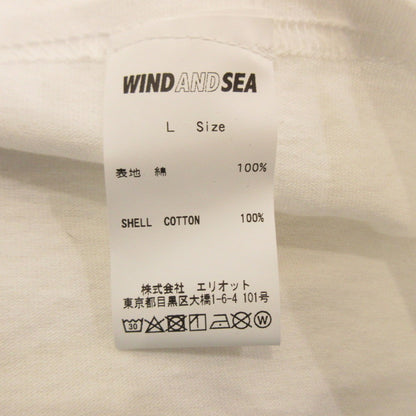 WINDANDSEA
L Size
表地 綿 100%
SHELL COTTON 100%
株式会社 エリオット
東京都目黒区大橋1-6-4 101号
30 W